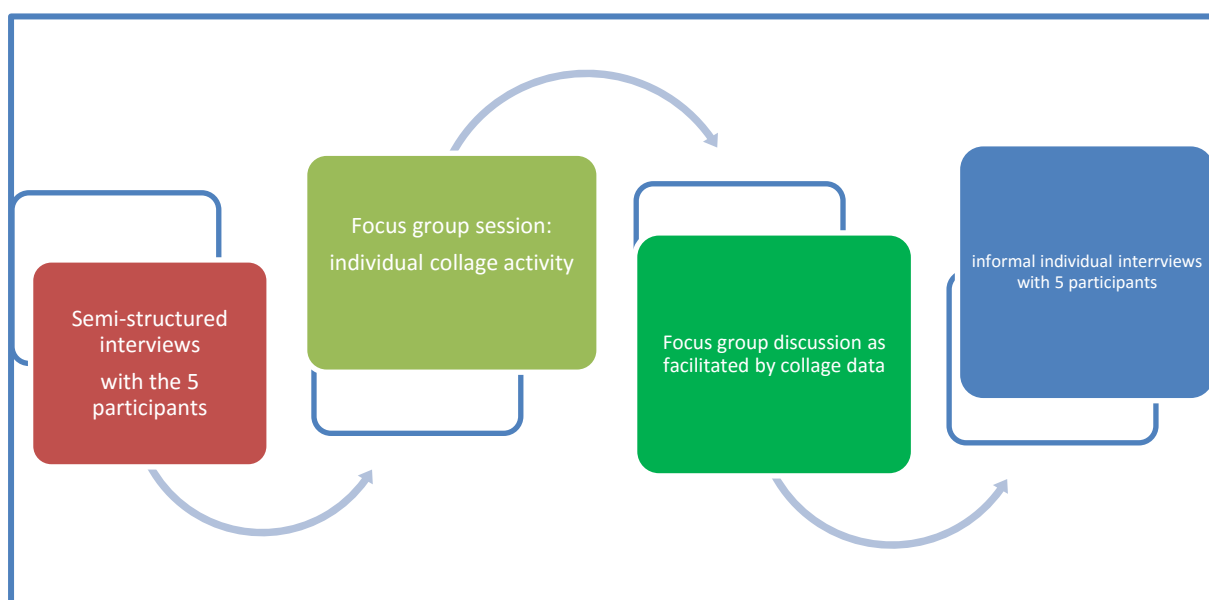 Semi-structured
interviews
with the 5
participants
Focus group session:
individual collage activity
Focus group discussion as
facilitated by collage data
informal individual interrviews
with 5 participants